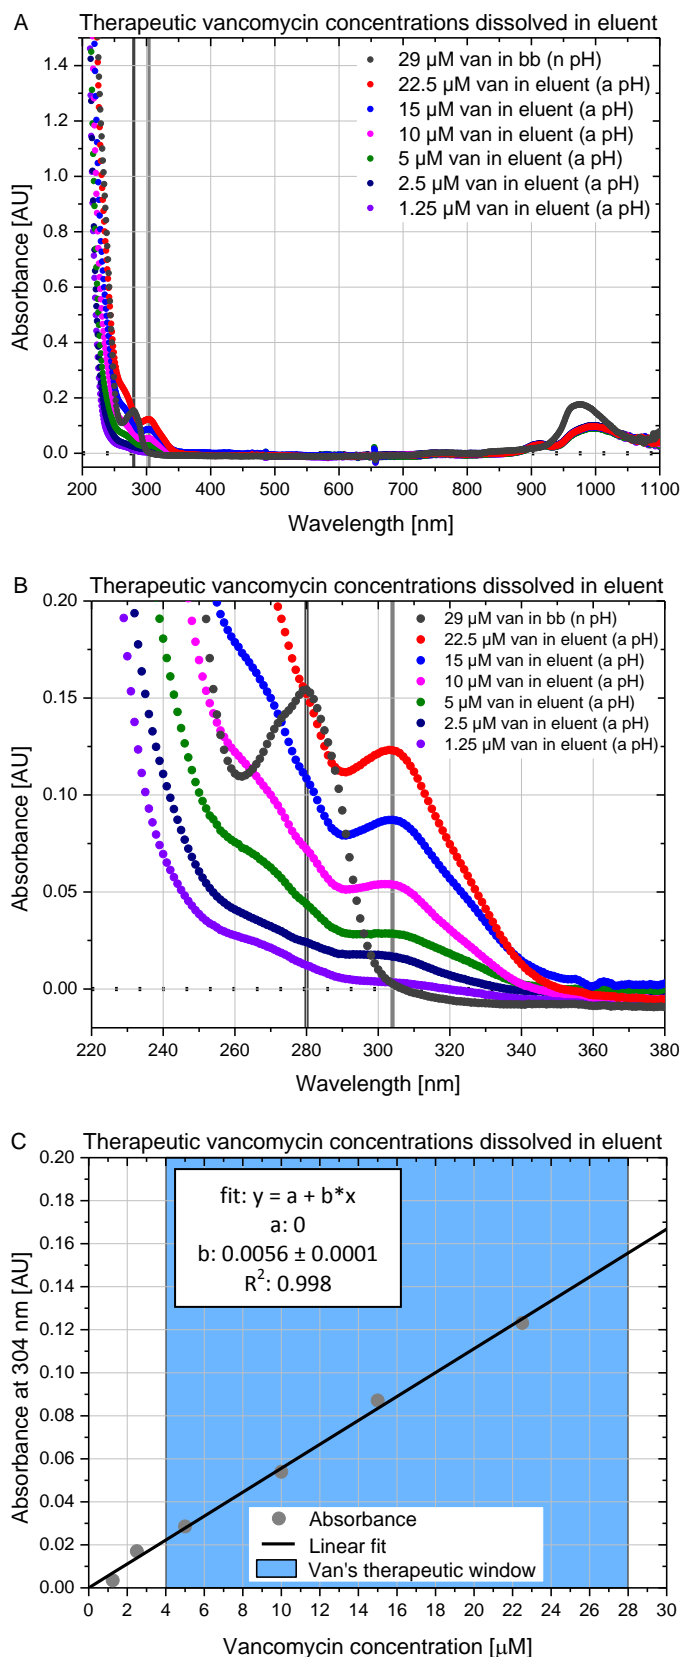 A Therapeutic vancomycin concentrations dissolved in eluent
29 µM van in bb (n pH)
22.5 µM van in eluent (a pH)
15 µM van in eluent (a pH)
10 µM van in eluent (a pH)
5 µM van in eluent (a pH)
2.5 µM van in eluent (a pH)
1.25 µM van in eluent (a pH)
Absorbance [AU]
1.4
1.2
1.0
0.8
0.6
0.4
0.2
0.0
200 300 400 500 600 700 800 900 1000 1100
Wavelength [nm]
B Therapeutic vancomycin concentrations dissolved in eluent
29 µM van in bb (n pH)
22.5 µM van in eluent (a pH)
15 µM van in eluent (a pH)
10 µM van in eluent (a pH)
5 µM van in eluent (a pH)
2.5 µM van in eluent (a pH)
1.25 µM van in eluent (a pH)
Absorbance [AU]
0.20
0.15
0.10
0.05
0.00
220 240 260 280 300 320 340 360 380
Wavelength [nm]
C Therapeutic vancomycin concentrations dissolved in eluent
fit: y = a + b*x
a: 0
b: 0.0056 ± 0.0001
R²: 0.998
Absorbance at 304 nm [AU]
0.20
0.18
0.16
0.14
0.12
0.10
0.08
0.06
0.04
0.02
0.00
Absorbance
Linear fit
Van's therapeutic window
0 2 4 6 8 10 12 14 16 18 20 22 24 26 28 30
Vancomycin concentration [µM]